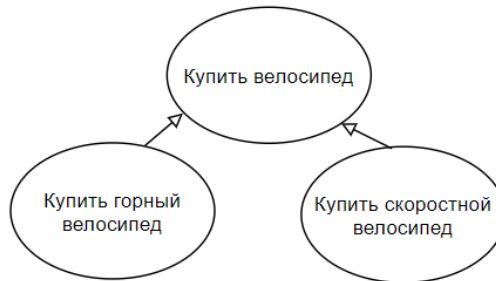 Купить велосипед
Купить горный
велосипед
Купить скоростной
велосипед